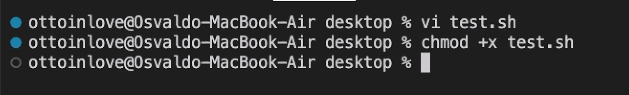 ottoinlove@Osvaldo-MacBook-Air desktop % vi test.sh
ottoinlove@Osvaldo-MacBook-Air desktop % chmod +x test.sh
ottoinlove@Osvaldo-MacBook-Air desktop %